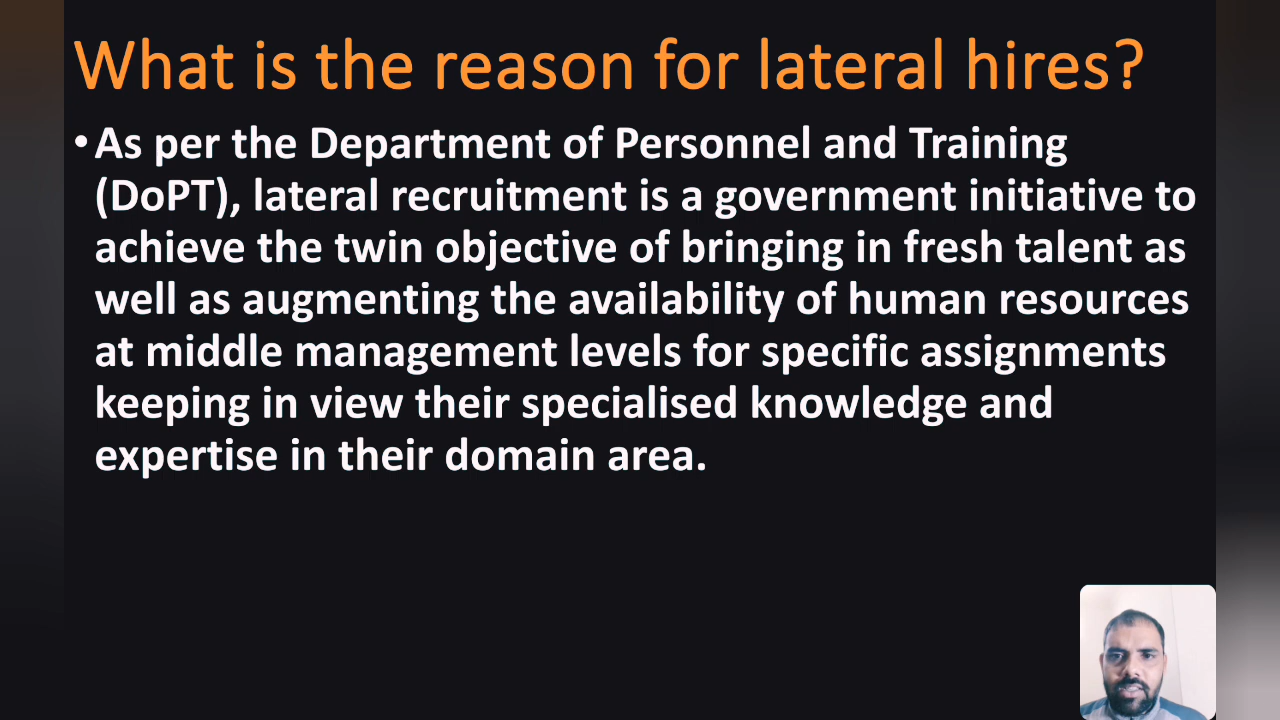 What is the reason for lateral hires?
•As per the Department of Personnel and Training
(DoPT), lateral recruitment is a government initiative to
achieve the twin objective of bringing in fresh talent as
well as augmenting the availability of human resources
at middle management levels for specific assignments
keeping in view their specialised knowledge and
expertise in their domain area.